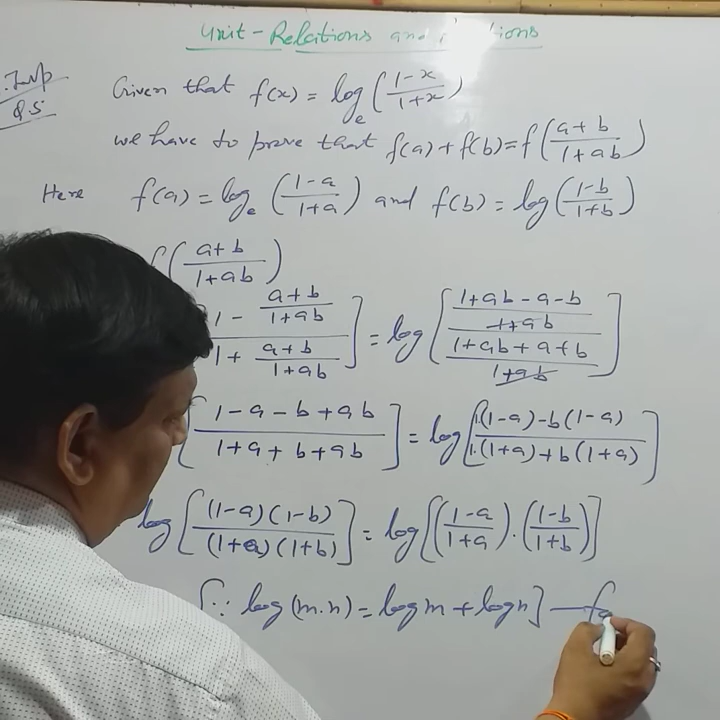 Unit - Relations and
Imp Given that f(x) = log_e (1-x / 1+x)
Q.5 we have to prove that f(a) + f(b) = f(a+b / 1+ab)
Here f(a) = log_e (1-a / 1+a) and f(b) = log (1-b / 1+b)
f(a+b / 1+ab)
[1 - a+b / 1+ab / 1 + a+b / 1+ab] = log [1+ab-a-b / 1+ab / 1+ab+a+b / 1+ab]
[1-a-b+ab / 1+a+b+ab] = log [1.(1-a)-b(1-a) / 1.(1+a)+b(1+a)]
log [(1-a)(1-b) / (1+a)(1+b)] = log [(1-a / 1+a).(1-b / 1+b)]
[∵ log(m.n) = log m + log n] — fo